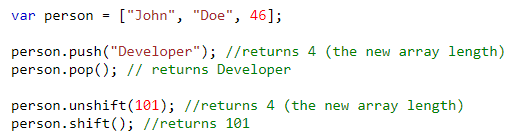 var person = ["John", "Doe", 46];
person.push("Developer"); //returns 4 (the new array length)
person.pop(); // returns Developer
person.unshift(101); //returns 4 (the new array length)
person.shift(); //returns 101